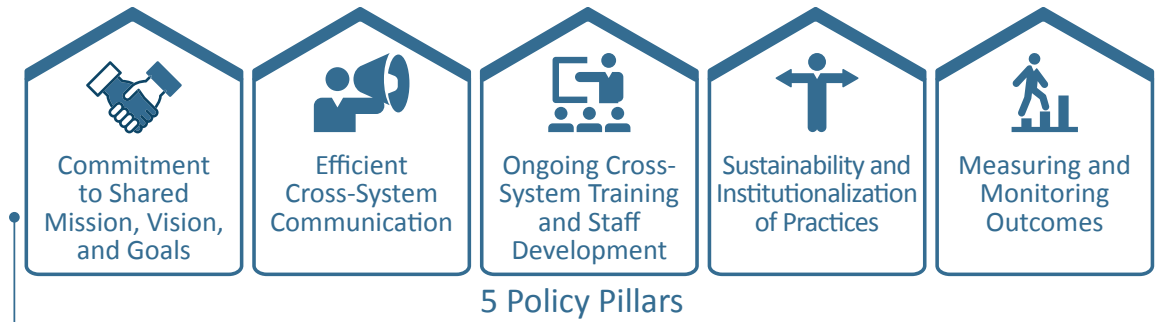 Commitment
to Shared
Mission, Vision,
and Goals
Efficient
Cross-System
Communication
Ongoing Cross-
System Training
and Staff
Development
Sustainability and
Institutionalization
of Practices
Measuring and
Monitoring
Outcomes
5 Policy Pillars